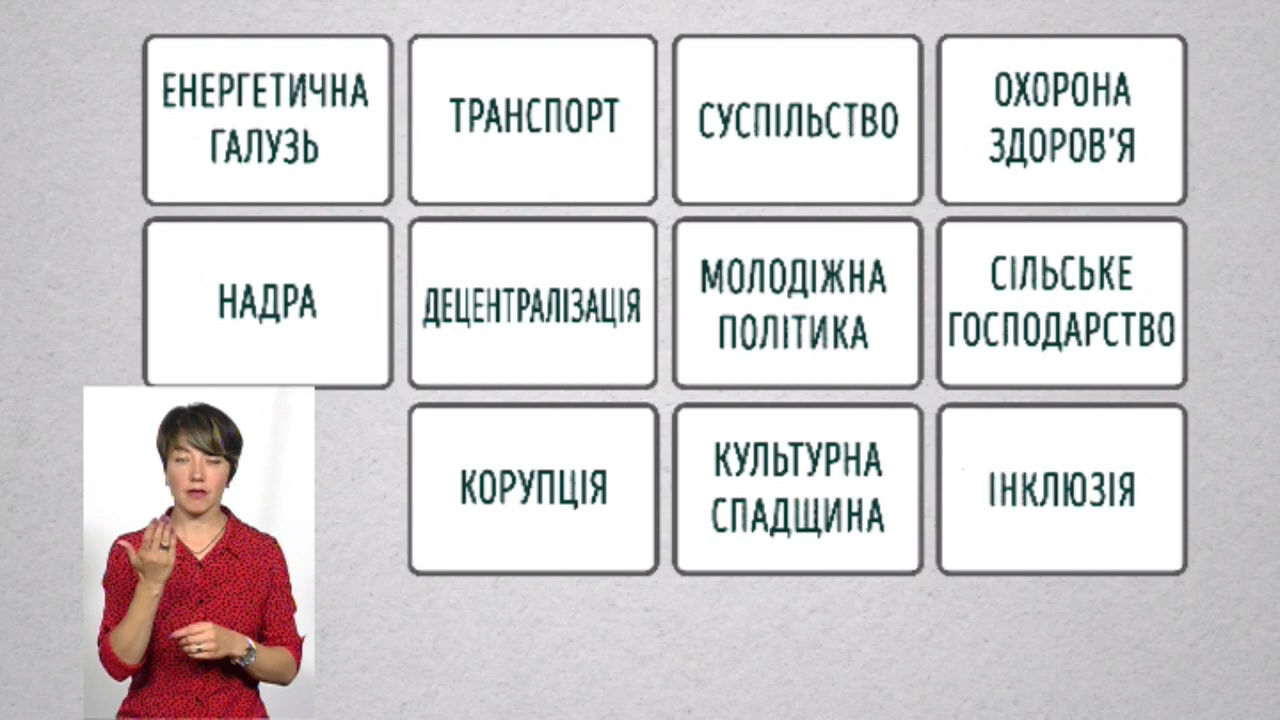 ЕНЕРГЕТИЧНА
ГАЛУЗЬ
ТРАНСПОРТ
СУСПІЛЬСТВО
ОХОРОНА
ЗДОРОВ'Я
НАДРА
ДЕЦЕНТРАЛІЗАЦІЯ
МОЛОДІЖНА
ПОЛІТИКА
СІЛЬСЬКЕ
ГОСПОДАРСТВО
КОРУПЦІЯ
КУЛЬТУРНА
СПАДЩИНА
ІНКЛЮЗІЯ